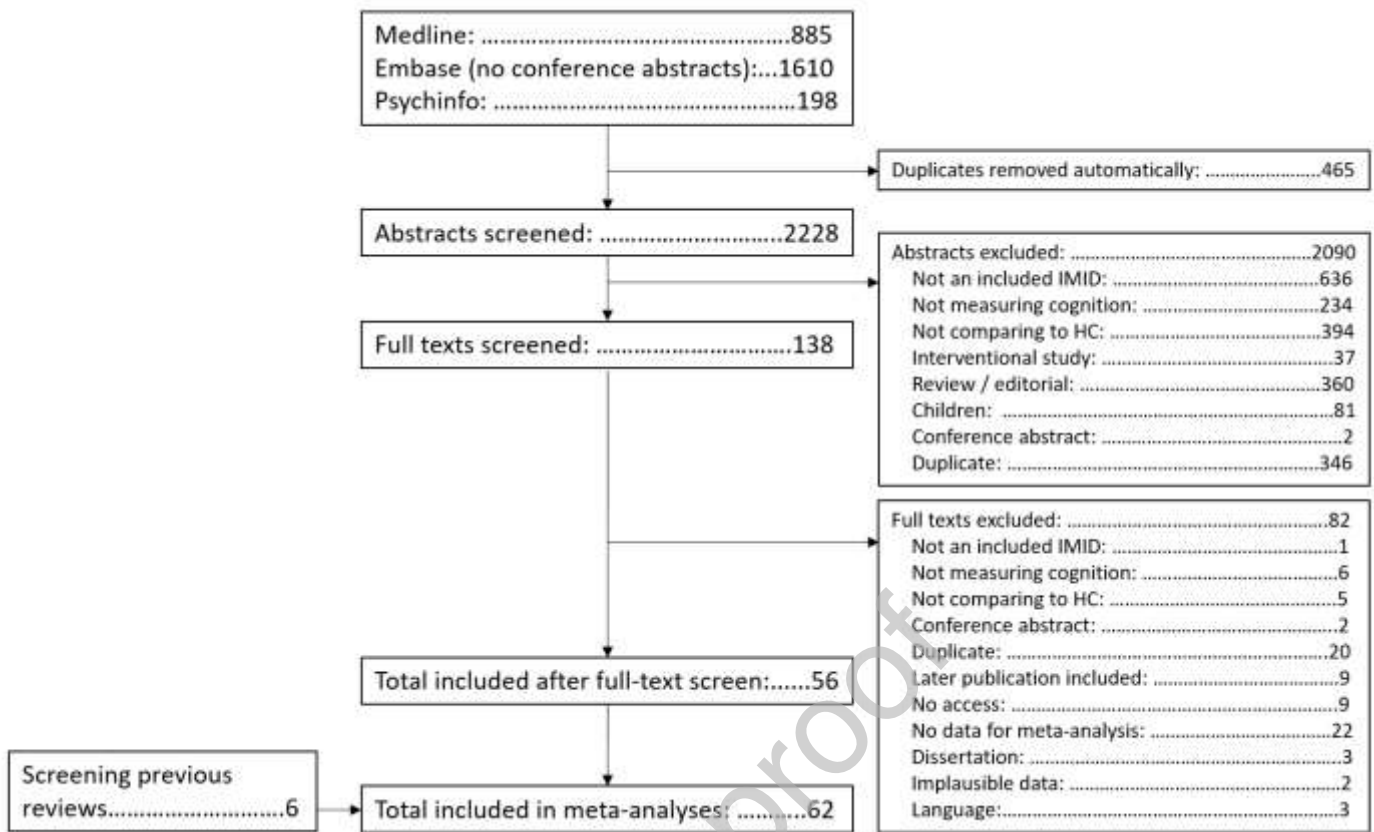 Medline: ……………………………………………….885
Embase (no conference abstracts):...1610
Psychinfo: ……………………………………………..198
Duplicates removed automatically: ……………………..465
Abstracts screened: …………………………..2228
Abstracts excluded: ……………………………………………….2090
Not an included IMID: ……………………………………….636
Not measuring cognition: …………………………………..234
Not comparing to HC: ………………………………………..394
Interventional study: …………………………………………..37
Review / editorial: ……………………………………………..360
Children: …………………………………………………………….81
Conference abstract: ……………………………………………2
Duplicate: …………………………………………………………346
Full texts screened: …………………………….138
Full texts excluded: …………………………………………………..82
Not an included IMID: …………………………………………1
Not measuring cognition: …………………………………….6
Not comparing to HC: …………………………………………..5
Conference abstract: ……………………………………………2
Duplicate: …………………………………………………………..20
Later publication included: ………………………………….9
No access: ……………………………………………………………9
No data for meta-analysis: ………………………………….22
Dissertation: ………………………………………………………..3
Implausible data: ………………………………………………….2
Language: …………………………………………………………….3
Total included after full-text screen:......56
Screening previous
reviews……………………………6
Total included in meta-analyses: ………..62
proof